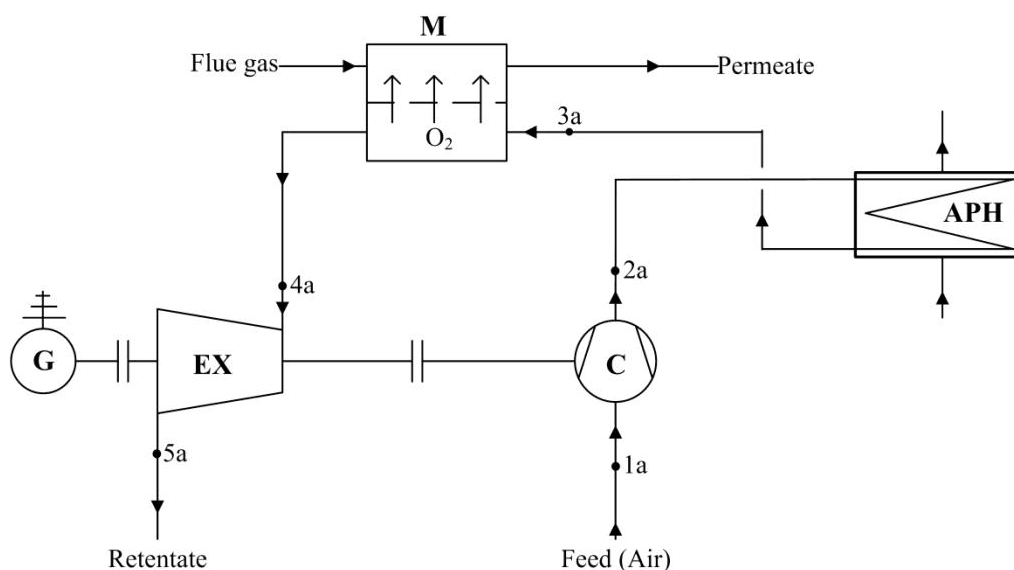 M
Flue gas
Permeate
3a
O₂
APH
2a
4a
G
EX
C
5a
1a
Retentate
Feed (Air)